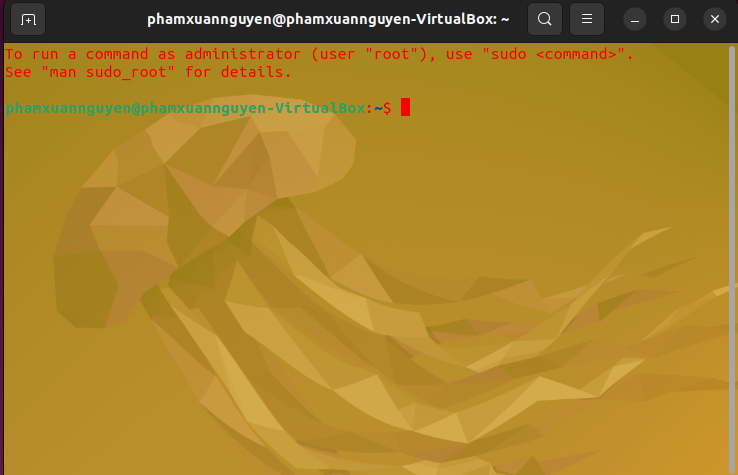 phamxuannguyen@phamxuannguyen-VirtualBox: ~
To run a command as administrator (user "root"), use "sudo <command>".
See "man sudo_root" for details.
phamxuannguyen@phamxuannguyen-VirtualBox:~$